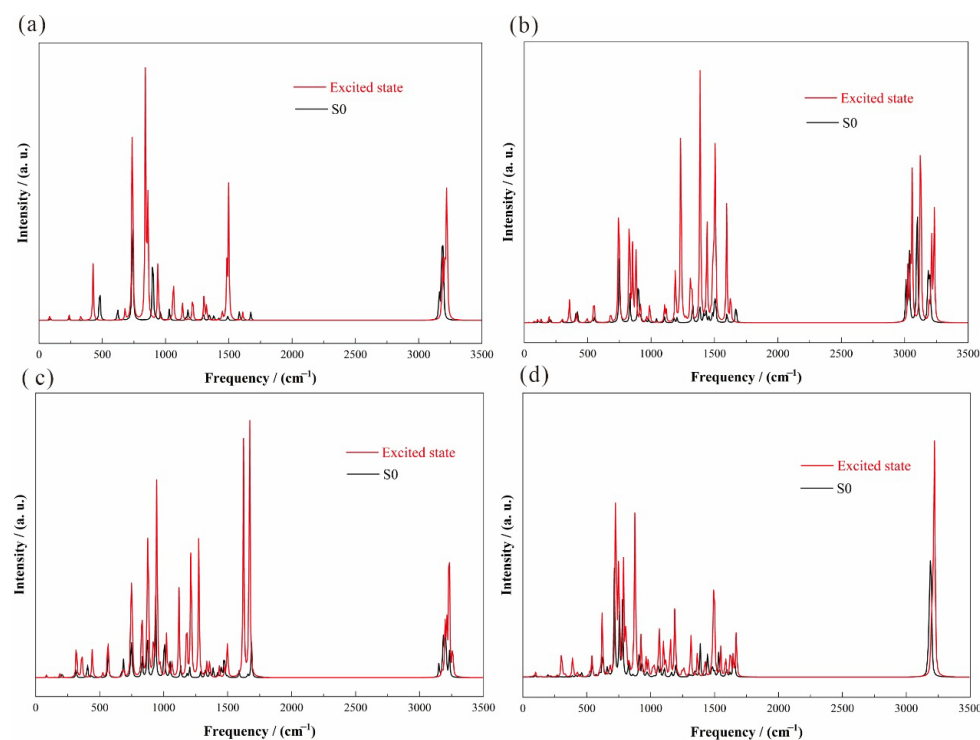 (a)
Intensity / (a. u.)
Excited state
S0
0 500 1000 1500 2000 2500 3000 3500
Frequency / (cm⁻¹)
(b)
Intensity / (a. u.)
Excited state
S0
0 500 1000 1500 2000 2500 3000 3500
Frequency / (cm⁻¹)
( c)
Intensity / (a. u.)
Excited state
S0
0 500 1000 1500 2000 2500 3000 3500
Frequency / (cm⁻¹)
(d)
Intensity / (a. u.)
Excited state
S0
500 1000 1500 2000 2500 3000 3500
Frequency / (cm⁻¹)